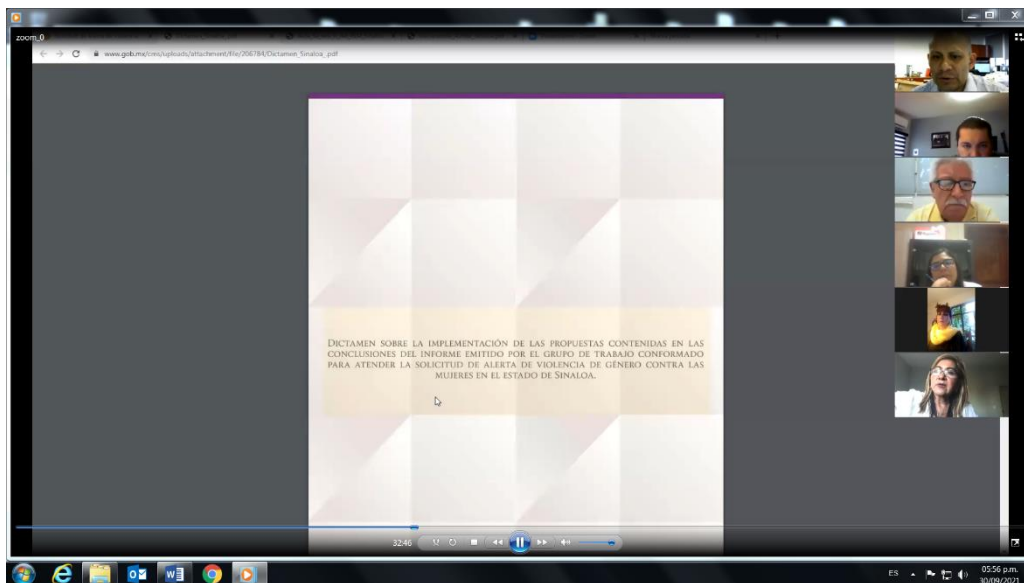 zoom_0
www.gob.mx/cms/uploads/attachment/file/206784/Dictamen_Sinaloa_.pdf
DICTAMEN SOBRE LA IMPLEMENTACIÓN DE LAS PROPUESTAS CONTENIDAS EN LAS
CONCLUSIONES DEL INFORME EMITIDO POR EL GRUPO DE TRABAJO CONFORMADO
PARA ATENDER LA SOLICITUD DE ALERTA DE VIOLENCIA DE GÉNERO CONTRA LAS
MUJERES EN EL ESTADO DE SINALOA.
32:46
ES
05:56 p.m.
30/09/2021